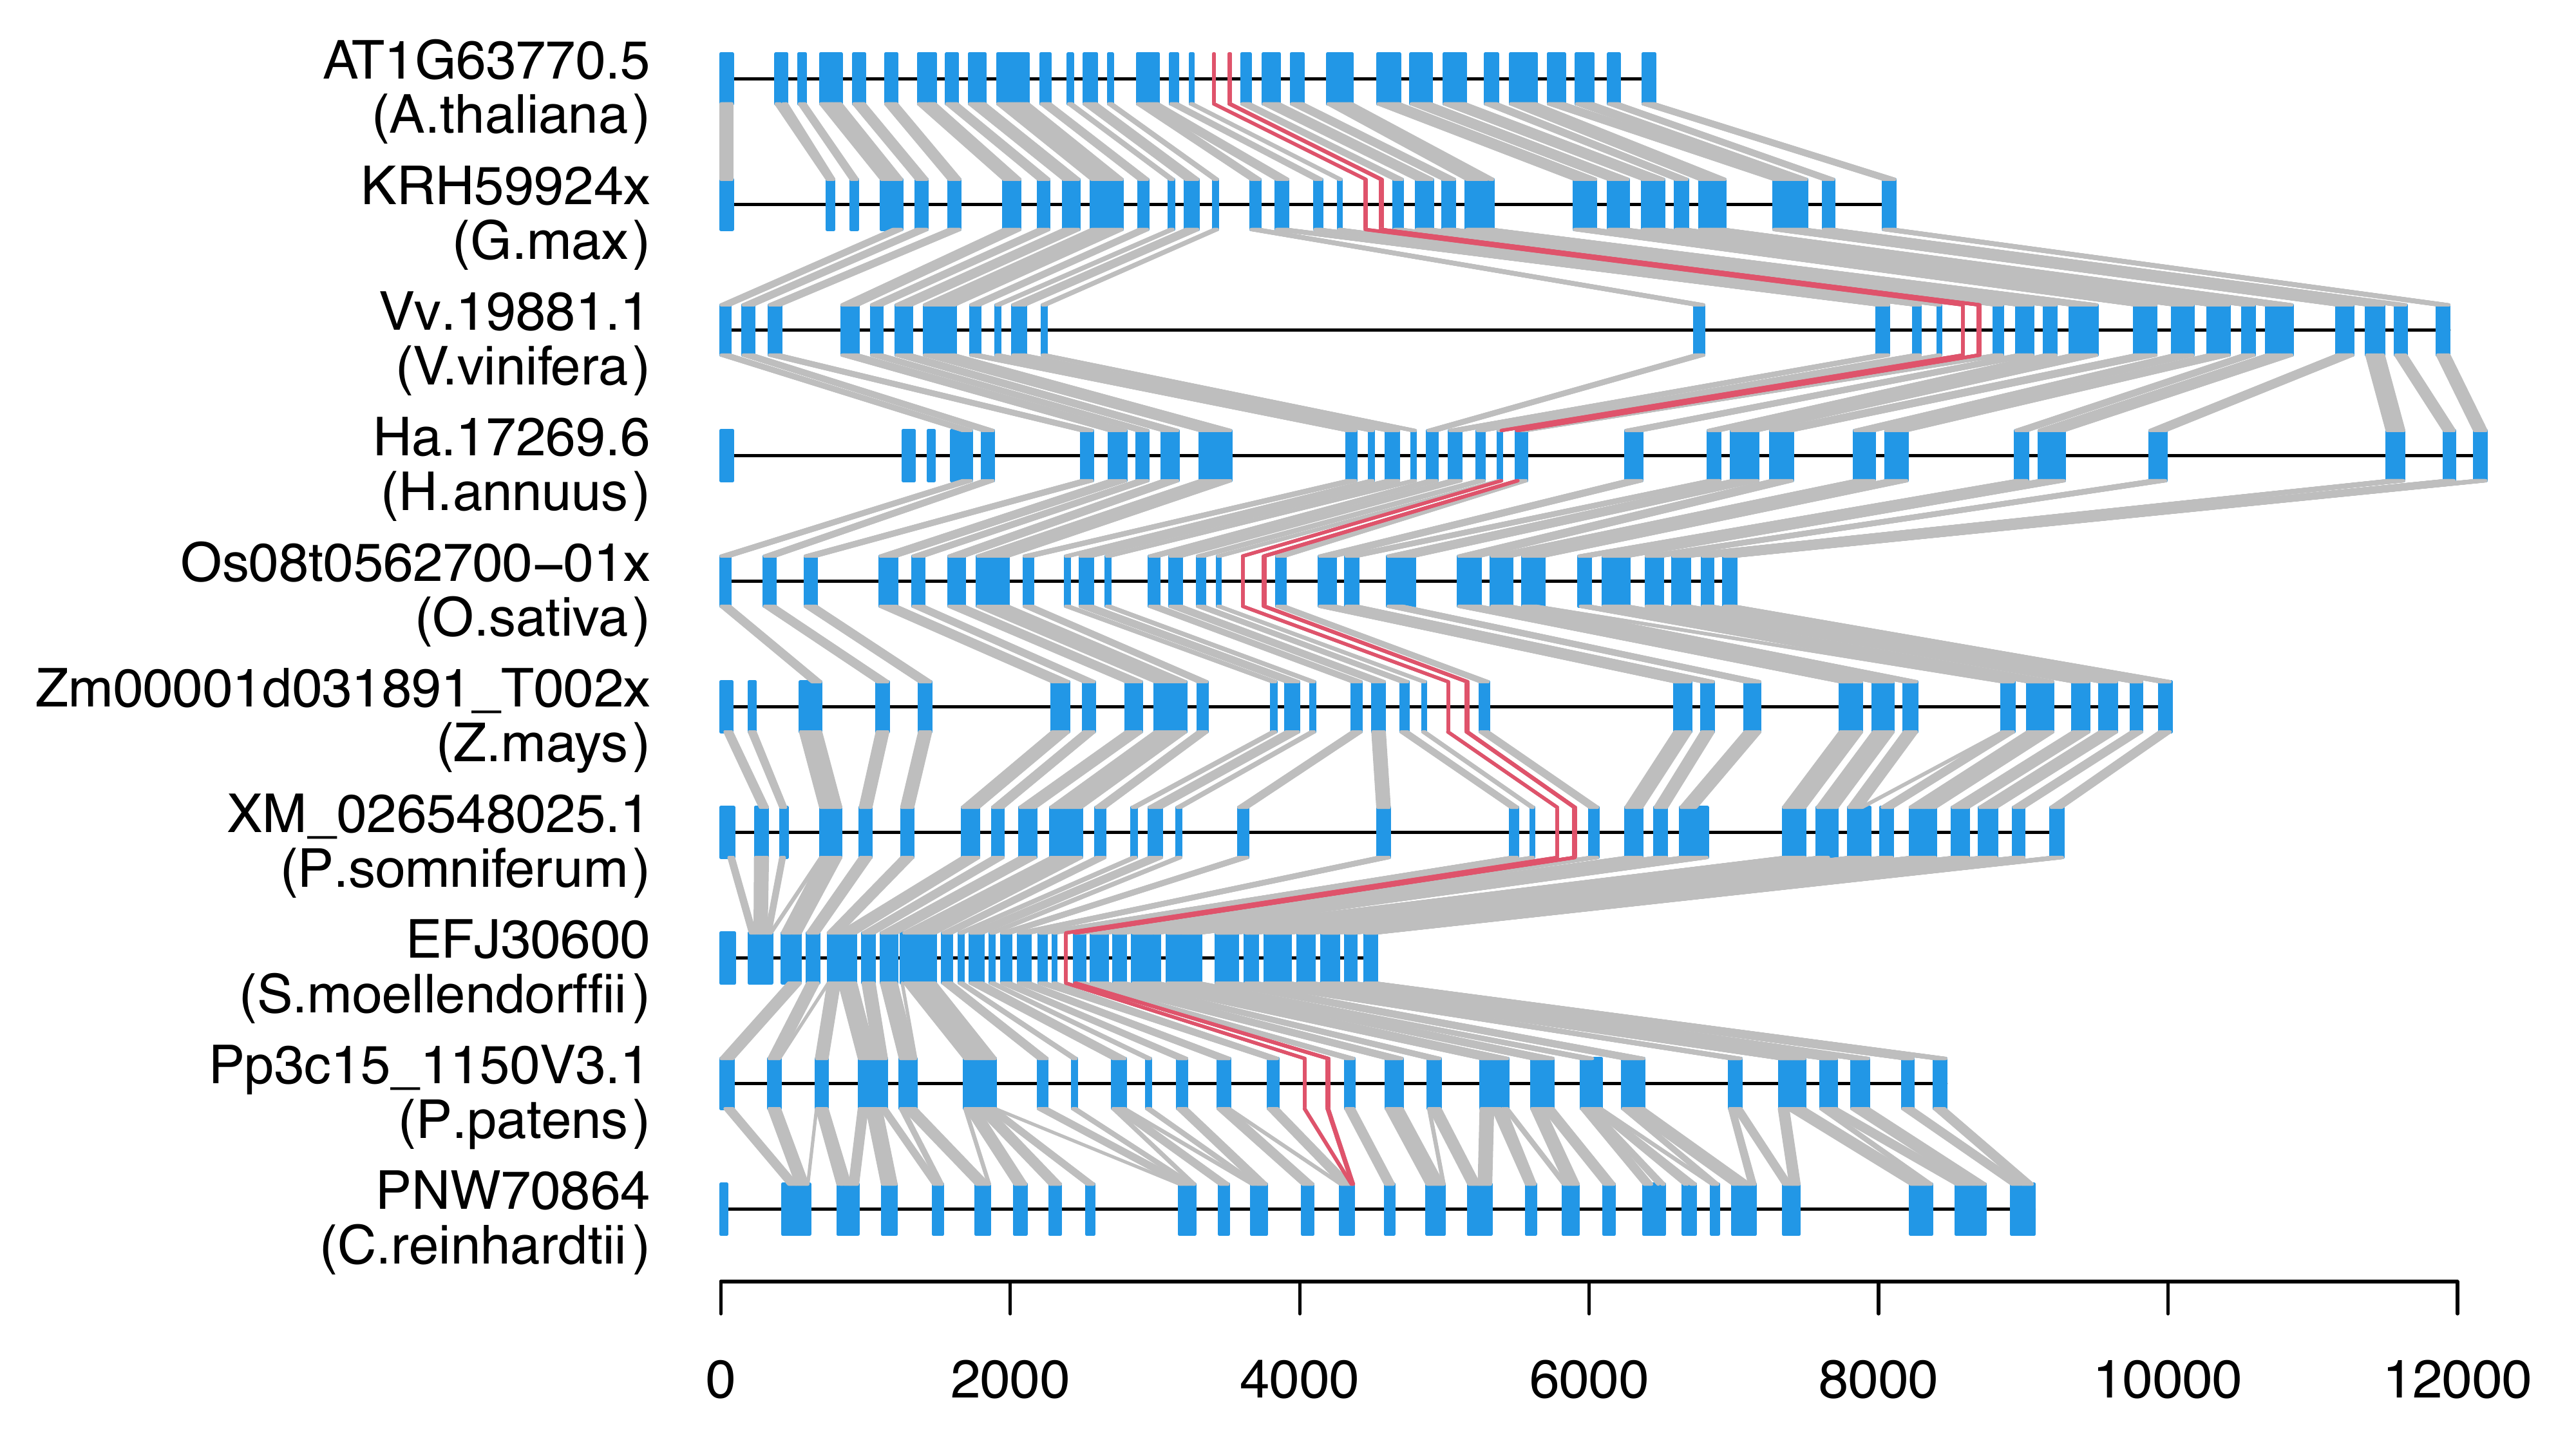 AT1G63770.5
(A.thaliana)
KRH59924x
(G.max)
Vv.19881.1
(V.vinifera)
Ha.17269.6
(H.annuus)
Os08t0562700−01x
(O.sativa)
Zm00001d031891_T002x
(Z.mays)
XM_026548025.1
(P.somniferum)
EFJ30600
(S.moellendorffii)
Pp3c15_1150V3.1
(P.patens)
PNW70864
(C.reinhardtii)
0 2000 4000 6000 8000 10000 12000